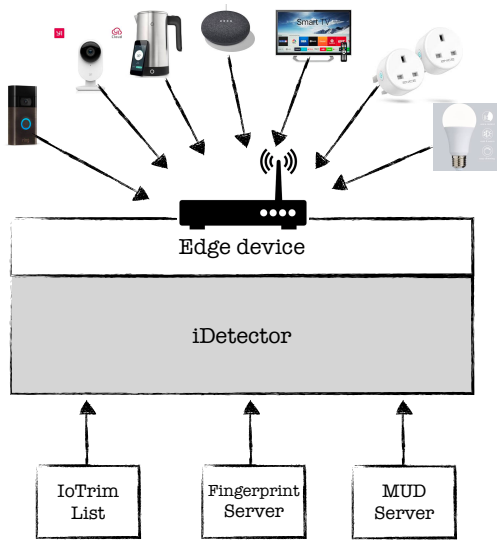 Smart TV
Edge device
iDetector
IoTrim
List
Fingerprint
Server
MUD
Server